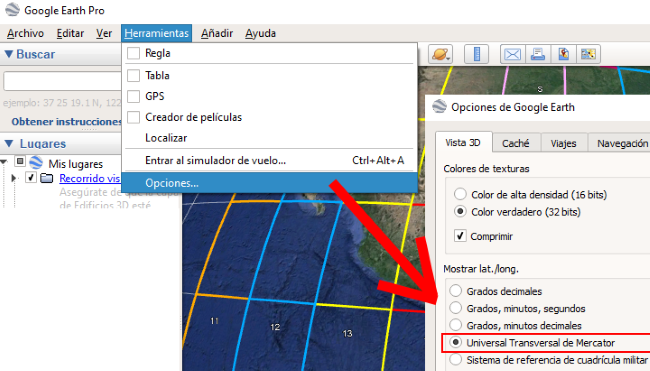 Google Earth Pro
Archivo Editar Ver Herramientas Añadir Ayuda
Buscar
ejemplo: 37 25 19.1 N, 122
Obtener instrucciones
Lugares
Mis lugares
Recorrido vis
Asegúrate de que la capa
de Edificios 3D esté
Regla
Tabla
GPS
Creador de películas
Localizar
Entrar al simulador de vuelo... Ctrl+Alt+A
Opciones...
S
11
12
13
Opciones de Google Earth
Vista 3D Caché Viajes Navegación
Colores de texturas
Color de alta densidad (16 bits)
Color verdadero (32 bits)
Comprimir
Mostrar lat./long.
Grados decimales
Grados, minutos, segundos
Grados, minutos decimales
Universal Transversal de Mercator
Sistema de referencia de cuadrícula militar